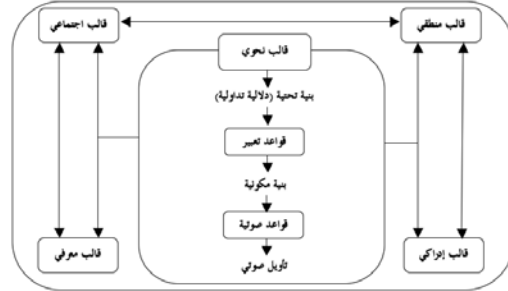 قالب منطقي
قالب اجتماعي
قالب نحوي
بنية تحتية (دلالية تداولية)
قواعد تعبير
بنية مكونية
قواعد صوتية
تأويل صوتي
قالب إدراكي
قالب معرفي